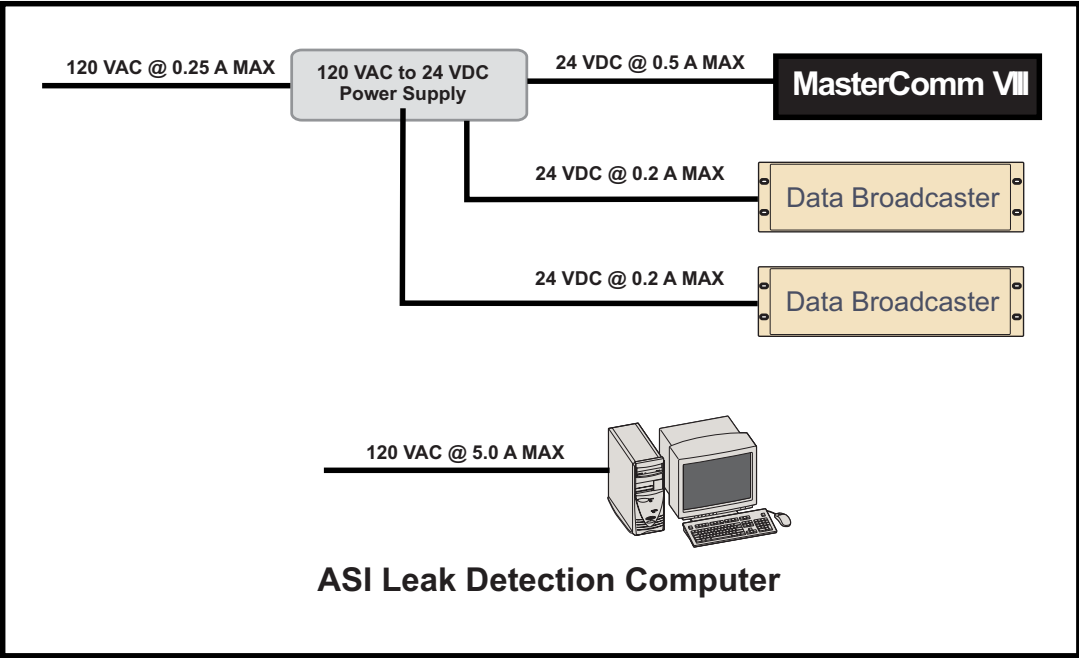 120 VAC @ 0.25 A MAX
120 VAC to 24 VDC
Power Supply
24 VDC @ 0.5 A MAX
MasterComm VIII
24 VDC @ 0.2 A MAX
Data Broadcaster
24 VDC @ 0.2 A MAX
Data Broadcaster
120 VAC @ 5.0 A MAX
ASI Leak Detection Computer